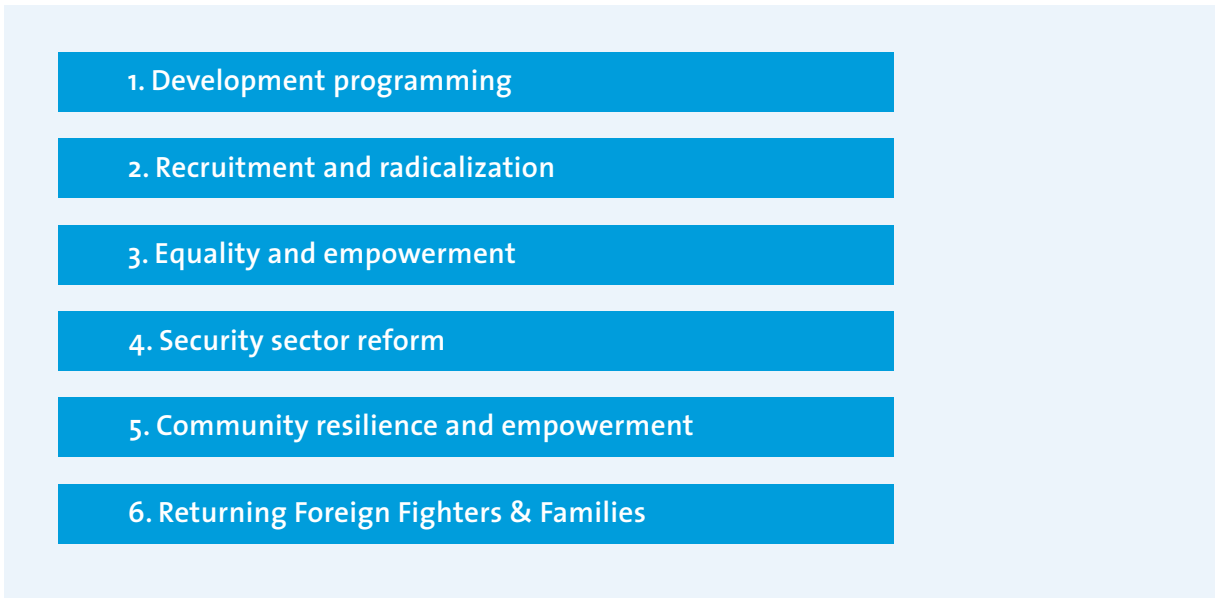 1. Development programming
2. Recruitment and radicalization
3. Equality and empowerment
4. Security sector reform
5. Community resilience and empowerment
6. Returning Foreign Fighters & Families